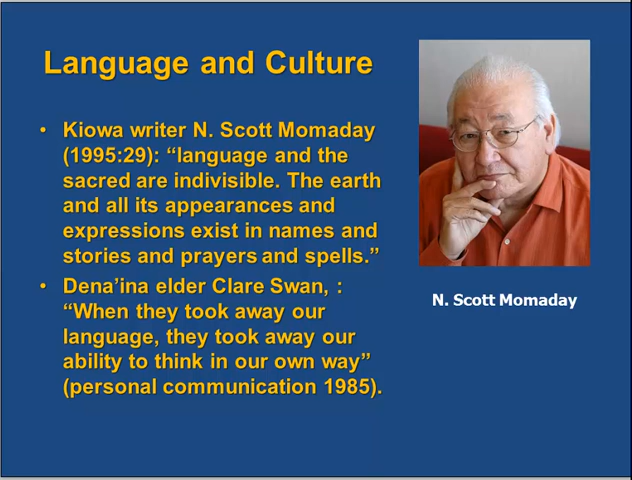 Language and Culture
• Kiowa writer N. Scott Momaday
(1995:29): “language and the
sacred are indivisible. The earth
and all its appearances and
expressions exist in names and
stories and prayers and spells.”
• Dena’ina elder Clare Swan, :
“When they took away our
language, they took away our
ability to think in our own way”
(personal communication 1985).
N. Scott Momaday